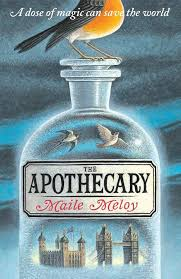 A dose of magic can save the world
THE
APOTHECARY
Maile Meloy